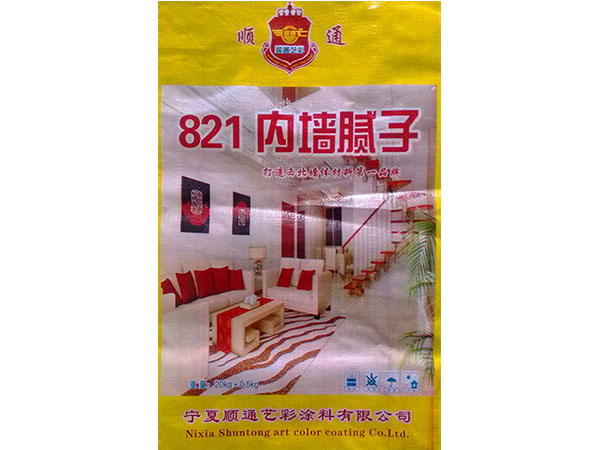 顺 通
821 内墙腻子
打造西北墙体材料第一品牌
重量：20kg±0.5kg
宁夏顺通艺彩涂料有限公司
Nixia Shuntong art color coating Co.Ltd.